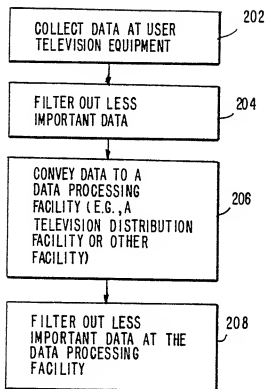 COLLECT DATA AT USER
TELEVISION EQUIPMENT
202
FILTER OUT LESS
IMPORTANT DATA
204
CONVEY DATA TO A
DATA PROCESSING
FACILITY (E.G., A
TELEVISION DISTRIBUTION
FACILITY OR OTHER
FACILITY)
206
FILTER OUT LESS
IMPORTANT DATA AT THE
DATA PROCESSING
FACILITY
208